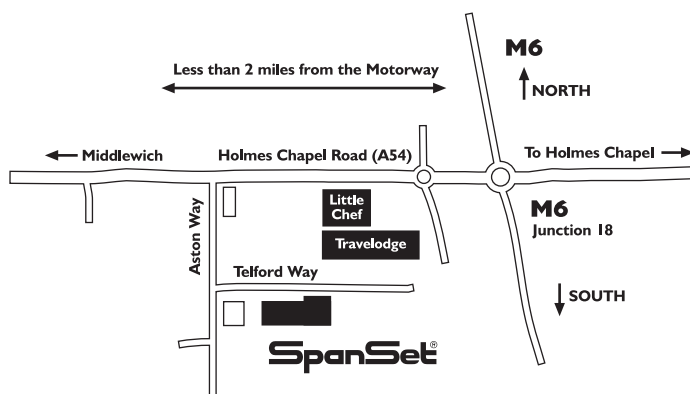 M6
Less than 2 miles from the Motorway
NORTH
Middlewich
Holmes Chapel Road (A54)
To Holmes Chapel
Little
Chef
M6
Junction 18
Aston Way
Travelodge
Telford Way
SOUTH
SpanSet®